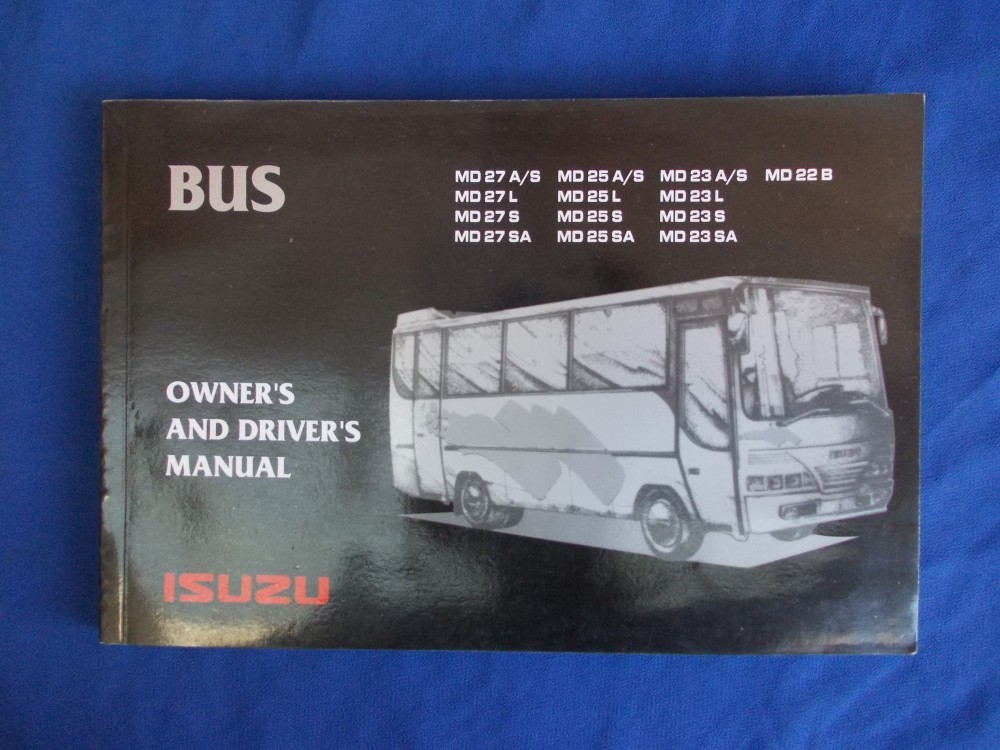 BUS
MD 27 A/S MD 25 A/S MD 23 A/S MD 22 B
MD 27 L MD 25 L MD 23 L
MD 27 S MD 25 S MD 23 S
MD 27 SA MD 25 SA MD 23 SA
OWNER'S
AND DRIVER'S
MANUAL
ISUZU
ISUZU